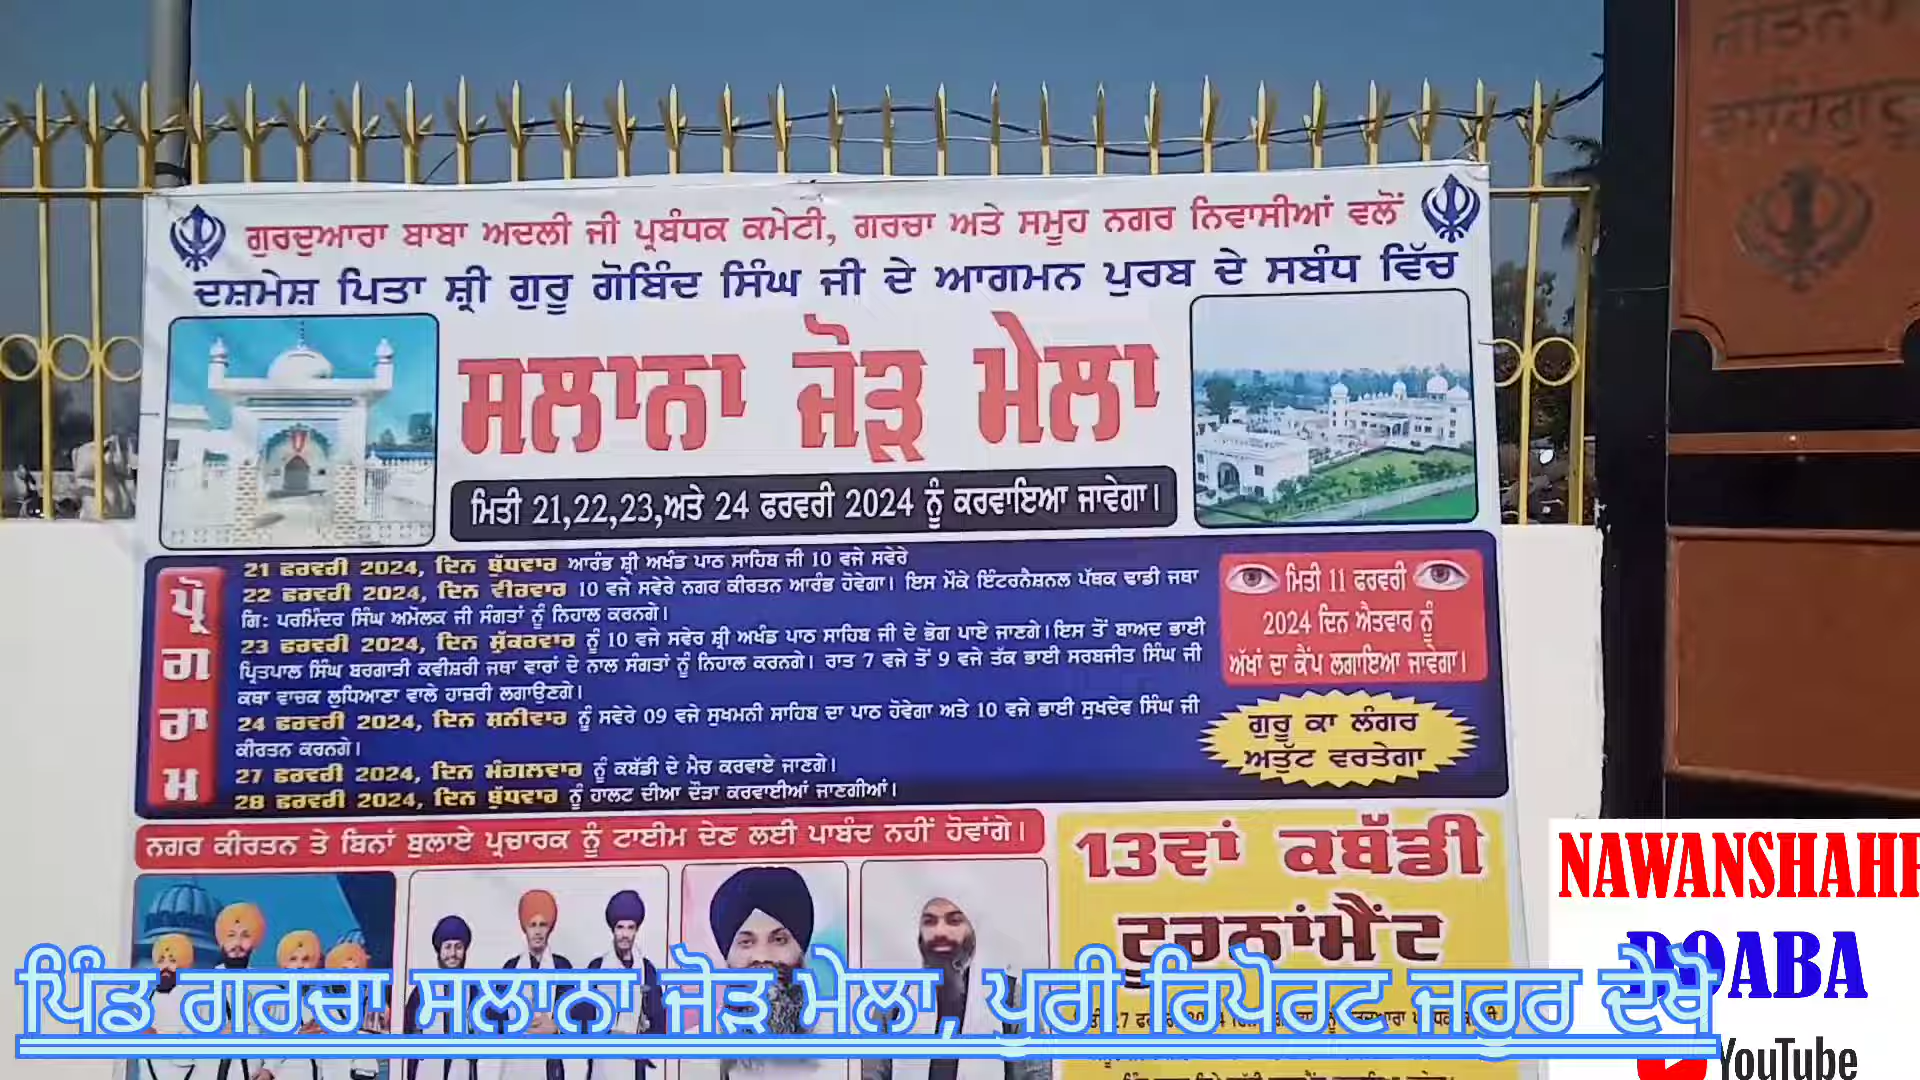 ਗੁਰਦੁਆਰਾ ਬਾਬਾ ਅਦਲੀ ਜੀ ਪ੍ਰਬੰਧਕ ਕਮੇਟੀ, ਗਰਚਾ ਅਤੇ ਸਮੂਹ ਨਗਰ ਨਿਵਾਸੀਆਂ ਵਲੋਂ
ਦਸ਼ਮੇਸ਼ ਪਿਤਾ ਸ਼੍ਰੀ ਗੁਰੂ ਗੋਬਿੰਦ ਸਿੰਘ ਜੀ ਦੇ ਆਗਮਨ ਪੁਰਬ ਦੇ ਸਬੰਧ ਵਿੱਚ
ਸਲਾਨਾ ਜੋੜ ਮੇਲਾ
ਮਿਤੀ 21,22,23,ਅਤੇ 24 ਫਰਵਰੀ 2024 ਨੂੰ ਕਰਵਾਇਆ ਜਾਵੇਗਾ।
ਪ੍ਰੋਗਰਾਮ
21 ਫਰਵਰੀ 2024, ਦਿਨ ਬੁੱਧਵਾਰ ਆਰੰਭ ਸ਼੍ਰੀ ਅਖੰਡ ਪਾਠ ਸਾਹਿਬ ਜੀ 10 ਵਜੇ ਸਵੇਰੇ
22 ਫਰਵਰੀ 2024, ਦਿਨ ਵੀਰਵਾਰ 10 ਵਜੇ ਸਵੇਰੇ ਨਗਰ ਕੀਰਤਨ ਆਰੰਭ ਹੋਵੇਗਾ। ਇਸ ਮੌਕੇ ਇੰਟਰਨੈਸ਼ਨਲ ਪੰਥਕ ਢਾਡੀ ਜਥਾ
ਗਿ: ਪਰਮਿੰਦਰ ਸਿੰਘ ਅਮੋਲਕ ਜੀ ਸੰਗਤਾਂ ਨੂੰ ਨਿਹਾਲ ਕਰਨਗੇ।
23 ਫਰਵਰੀ 2024, ਦਿਨ ਸ਼ੁੱਕਰਵਾਰ ਨੂੰ 10 ਵਜੇ ਸਵੇਰ ਸ਼੍ਰੀ ਅਖੰਡ ਪਾਠ ਸਾਹਿਬ ਜੀ ਦੇ ਭੋਗ ਪਾਏ ਜਾਣਗੇ।ਇਸ ਤੋਂ ਬਾਅਦ ਭਾਈ
ਪ੍ਰਿਤਪਾਲ ਸਿੰਘ ਬਰਗਾੜੀ ਕਵੀਸ਼ਰੀ ਜਥਾ ਵਾਰਾਂ ਦੇ ਨਾਲ ਸੰਗਤਾਂ ਨੂੰ ਨਿਹਾਲ ਕਰਨਗੇ। ਰਾਤ 7 ਵਜੇ ਤੋਂ 9 ਵਜੇ ਤੱਕ ਭਾਈ ਸਰਬਜੀਤ ਸਿੰਘ ਜੀ
ਕਥਾ ਵਾਚਕ ਲੁਧਿਆਣਾ ਵਾਲੇ ਹਾਜ਼ਰੀ ਲਗਾਉਣਗੇ।
24 ਫਰਵਰੀ 2024, ਦਿਨ ਸ਼ਨੀਵਾਰ ਨੂੰ ਸਵੇਰੇ 09 ਵਜੇ ਸੁਖਮਨੀ ਸਾਹਿਬ ਦਾ ਪਾਠ ਹੋਵੇਗਾ ਅਤੇ 10 ਵਜੇ ਭਾਈ ਸੁਖਦੇਵ ਸਿੰਘ ਜੀ
ਕੀਰਤਨ ਕਰਨਗੇ।
27 ਫਰਵਰੀ 2024, ਦਿਨ ਮੰਗਲਵਾਰ ਨੂੰ ਕਬੱਡੀ ਦੇ ਮੈਚ ਕਰਵਾਏ ਜਾਣਗੇ।
28 ਫਰਵਰੀ 2024, ਦਿਨ ਬੁੱਧਵਾਰ ਨੂੰ ਹਾਲਟ ਦੀਆ ਦੌੜਾ ਕਰਵਾਈਆਂ ਜਾਣਗੀਆਂ।
ਮਿਤੀ 11 ਫਰਵਰੀ
2024 ਦਿਨ ਐਤਵਾਰ ਨੂੰ
ਅੱਖਾਂ ਦਾ ਕੈਂਪ ਲਗਾਇਆ ਜਾਵੇਗਾ।
ਗੁਰੂ ਕਾ ਲੰਗਰ
ਅਤੁੱਟ ਵਰਤੇਗਾ
ਨਗਰ ਕੀਰਤਨ ਤੇ ਬਿਨਾਂ ਬੁਲਾਏ ਪ੍ਰਚਾਰਕ ਨੂੰ ਟਾਈਮ ਦੇਣ ਲਈ ਪਾਬੰਦ ਨਹੀਂ ਹੋਵਾਂਗੇ।
13ਵਾਂ ਕਬੱਡੀ
ਟੂਰਨਾਂਮੈਂਟ
NAWANSHAHR
DOABA
YouTube
ਪਿੰਡ ਗਰਚਾ ਸਲਾਨਾ ਜੋੜ ਮੇਲਾ, ਪੁਰੀ ਰਿਪੋਰਟ ਜਰੁਰ ਦੇਖੋ